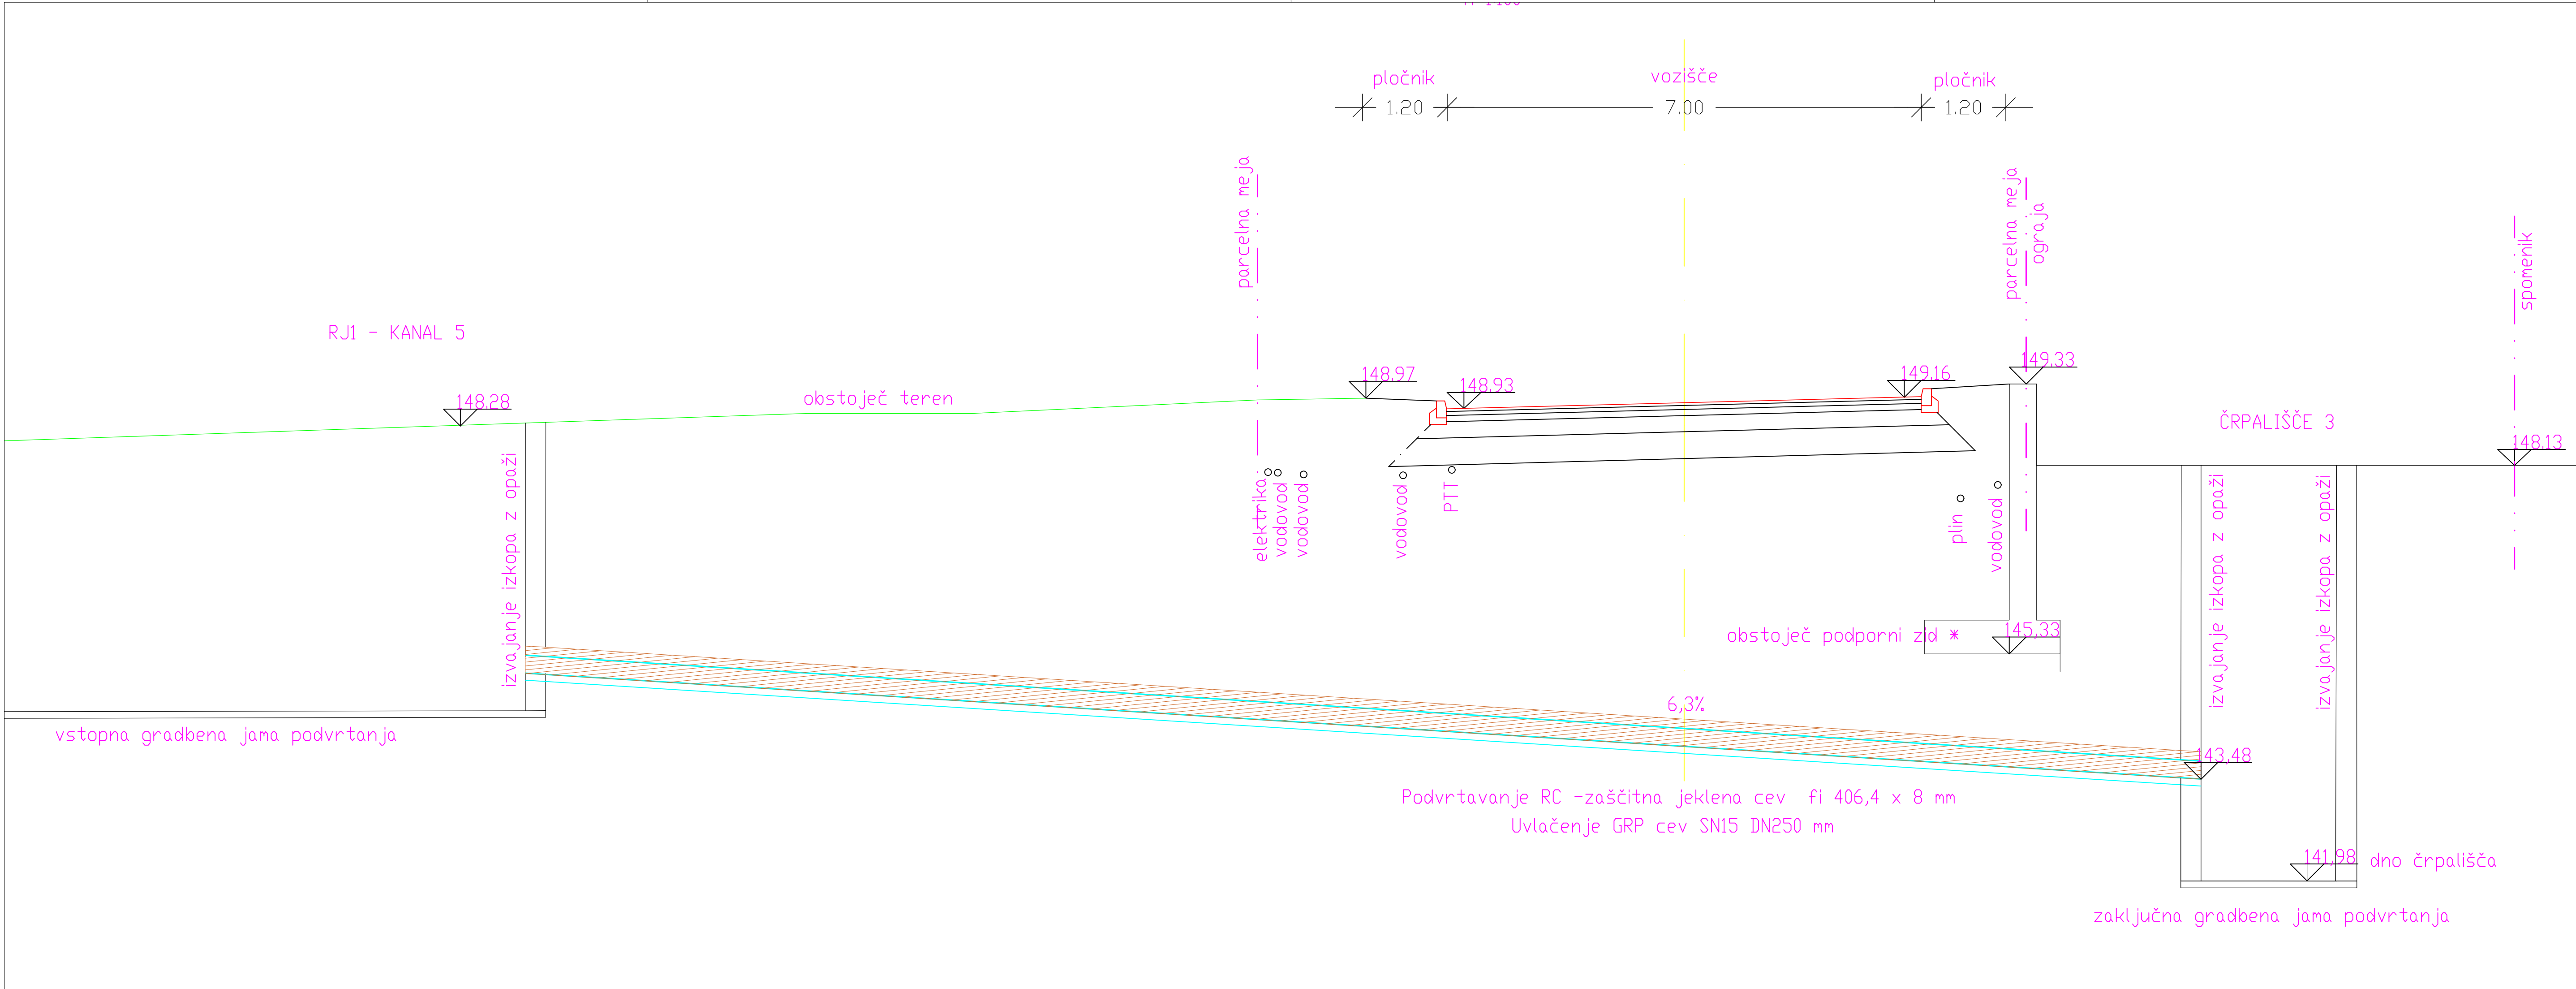 pločnik
vozišče
pločnik
1.20
7.00
1.20
parcelna meja
parcelna meja
ograja
spomenik
RJ1 - KANAL 5
148.28
obstoječ teren
148.97
148.93
149.16
149.33
ČRPALIŠČE 3
148.13
izvajanje izkopa z opaži
elektrika
vodovod
vodovod
vodovod
PTT
plin
vodovod
izvajanje izkopa z opaži
izvajanje izkopa z opaži
obstoječ podporni zid *
145,33
6,3%
vstopna gradbena jama podvrtanja
143,48
Podvrtavanje RC -zaščitna jeklena cev fi 406,4 x 8 mm
Uvlačenje GRP cev SN15 DN250 mm
141,98 dno črpališča
zaključna gradbena jama podvrtanja